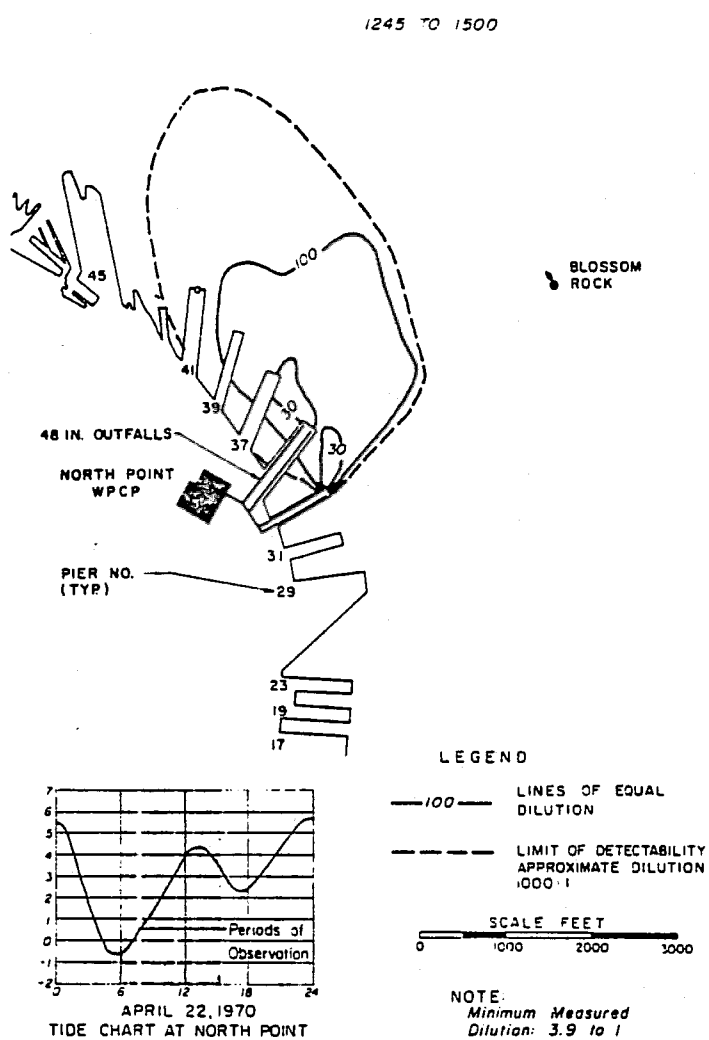 1245 TO 1500
100
BLOSSOM
ROCK
45
41
39
37
30
30
48 IN. OUTFALLS
NORTH POINT
WPCP
31
PIER NO.
(TYP.)
29
23
19
17
LEGEND
100
LINES OF EQUAL
DILUTION
LIMIT OF DETECTABILITY
APPROXIMATE DILUTION
1000:1
SCALE FEET
0 1000 2000 3000
NOTE:
Minimum Measured
Dilution: 3.9 to 1
7
6
5
4
3
2
1
0
-1
-2
Periods of
Observation
0 6 12 18 24
APRIL 22, 1970
TIDE CHART AT NORTH POINT